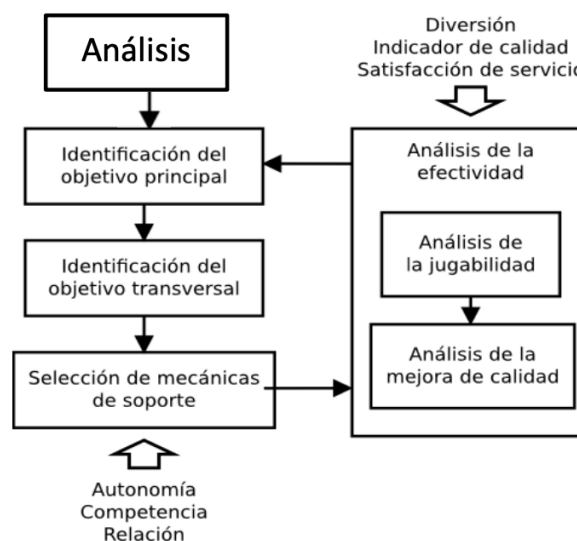 Análisis
Identificación del
objetivo principal
Identificación del
objetivo transversal
Selección de mecánicas
de soporte
Autonomía
Competencia
Relación
Diversión
Indicador de calidad
Satisfacción de servicio
Análisis de la
efectividad
Análisis de
la jugabilidad
Análisis de la
mejora de calidad